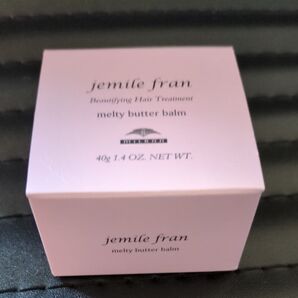 jemile fran
Beautifying Hair Treatment
melty butter balm
milbon
40g 1.4 OZ. NET WT.
jemile fran
melty butter balm